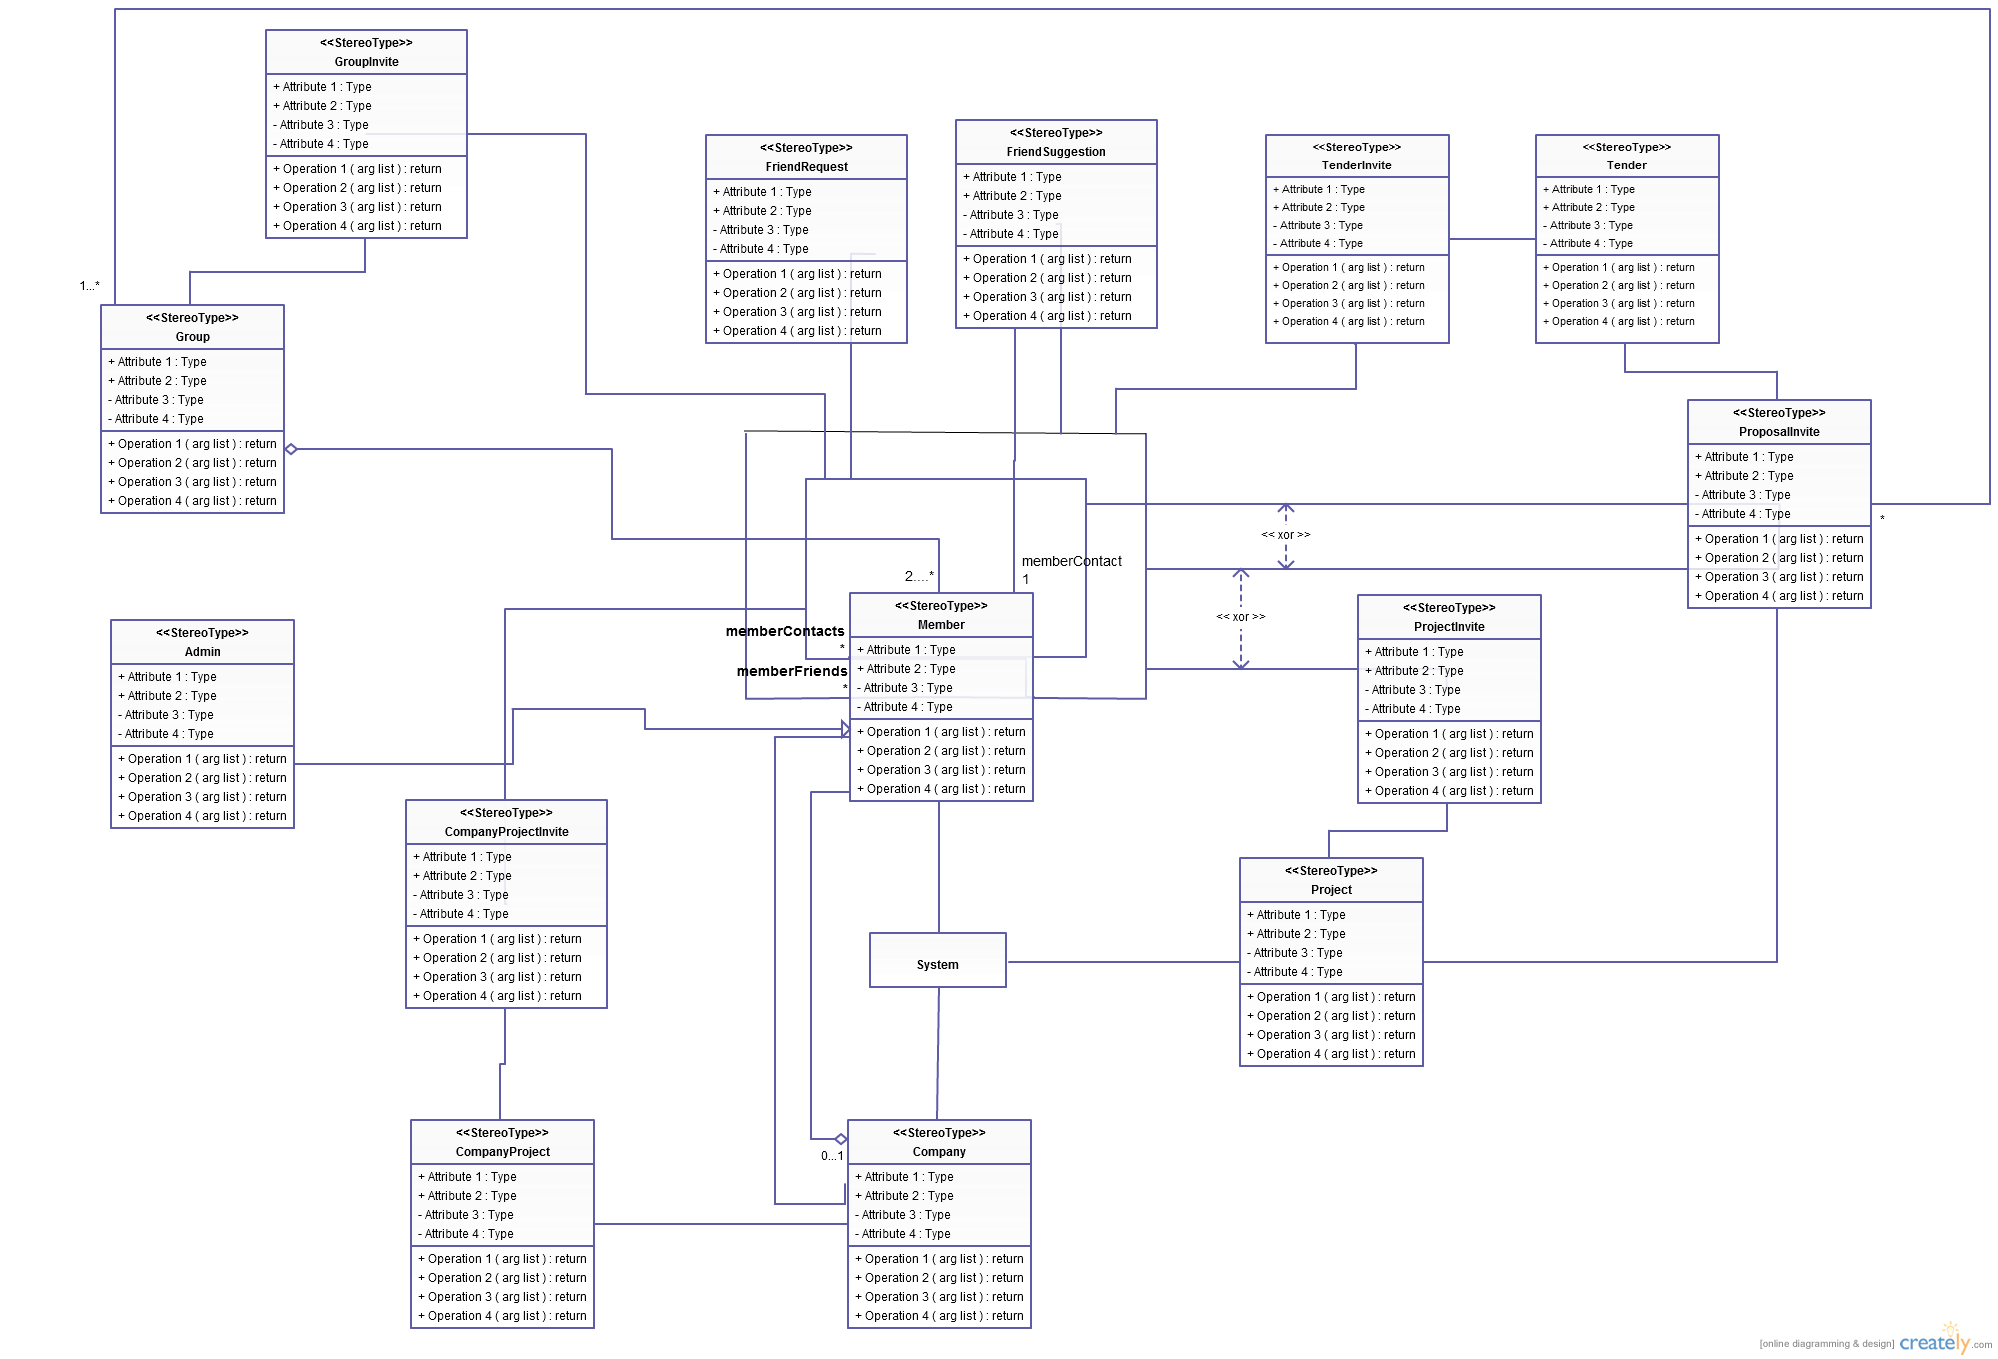 <<StereoType>>
GroupInvite
+ Attribute 1 : Type
+ Attribute 2 : Type
- Attribute 3 : Type
- Attribute 4 : Type
+ Operation 1 ( arg list ) : return
+ Operation 2 ( arg list ) : return
+ Operation 3 ( arg list ) : return
+ Operation 4 ( arg list ) : return
<<StereoType>>
FriendRequest
+ Attribute 1 : Type
+ Attribute 2 : Type
- Attribute 3 : Type
- Attribute 4 : Type
+ Operation 1 ( arg list ) : return
+ Operation 2 ( arg list ) : return
+ Operation 3 ( arg list ) : return
+ Operation 4 ( arg list ) : return
<<StereoType>>
FriendSuggestion
+ Attribute 1 : Type
+ Attribute 2 : Type
- Attribute 3 : Type
- Attribute 4 : Type
+ Operation 1 ( arg list ) : return
+ Operation 2 ( arg list ) : return
+ Operation 3 ( arg list ) : return
+ Operation 4 ( arg list ) : return
<<StereoType>>
TenderInvite
+ Attribute 1 : Type
+ Attribute 2 : Type
- Attribute 3 : Type
- Attribute 4 : Type
+ Operation 1 ( arg list ) : return
+ Operation 2 ( arg list ) : return
+ Operation 3 ( arg list ) : return
+ Operation 4 ( arg list ) : return
<<StereoType>>
Tender
+ Attribute 1 : Type
+ Attribute 2 : Type
- Attribute 3 : Type
- Attribute 4 : Type
+ Operation 1 ( arg list ) : return
+ Operation 2 ( arg list ) : return
+ Operation 3 ( arg list ) : return
+ Operation 4 ( arg list ) : return
1...*
<<StereoType>>
Group
+ Attribute 1 : Type
+ Attribute 2 : Type
- Attribute 3 : Type
- Attribute 4 : Type
+ Operation 1 ( arg list ) : return
+ Operation 2 ( arg list ) : return
+ Operation 3 ( arg list ) : return
+ Operation 4 ( arg list ) : return
<<StereoType>>
ProposalInvite
+ Attribute 1 : Type
+ Attribute 2 : Type
- Attribute 3 : Type
- Attribute 4 : Type
+ Operation 1 ( arg list ) : return
+ Operation 2 ( arg list ) : return
+ Operation 3 ( arg list ) : return
+ Operation 4 ( arg list ) : return
*
<< xor >>
<< xor >>
memberContact
1
2....*
memberContacts
*
memberFriends
*
<<StereoType>>
Member
+ Attribute 1 : Type
+ Attribute 2 : Type
- Attribute 3 : Type
- Attribute 4 : Type
+ Operation 1 ( arg list ) : return
+ Operation 2 ( arg list ) : return
+ Operation 3 ( arg list ) : return
+ Operation 4 ( arg list ) : return
<<StereoType>>
ProjectInvite
+ Attribute 1 : Type
+ Attribute 2 : Type
- Attribute 3 : Type
- Attribute 4 : Type
+ Operation 1 ( arg list ) : return
+ Operation 2 ( arg list ) : return
+ Operation 3 ( arg list ) : return
+ Operation 4 ( arg list ) : return
<<StereoType>>
Admin
+ Attribute 1 : Type
+ Attribute 2 : Type
- Attribute 3 : Type
- Attribute 4 : Type
+ Operation 1 ( arg list ) : return
+ Operation 2 ( arg list ) : return
+ Operation 3 ( arg list ) : return
+ Operation 4 ( arg list ) : return
<<StereoType>>
CompanyProjectInvite
+ Attribute 1 : Type
+ Attribute 2 : Type
- Attribute 3 : Type
- Attribute 4 : Type
+ Operation 1 ( arg list ) : return
+ Operation 2 ( arg list ) : return
+ Operation 3 ( arg list ) : return
+ Operation 4 ( arg list ) : return
System
<<StereoType>>
Project
+ Attribute 1 : Type
+ Attribute 2 : Type
- Attribute 3 : Type
- Attribute 4 : Type
+ Operation 1 ( arg list ) : return
+ Operation 2 ( arg list ) : return
+ Operation 3 ( arg list ) : return
+ Operation 4 ( arg list ) : return
<<StereoType>>
CompanyProject
+ Attribute 1 : Type
+ Attribute 2 : Type
- Attribute 3 : Type
- Attribute 4 : Type
+ Operation 1 ( arg list ) : return
+ Operation 2 ( arg list ) : return
+ Operation 3 ( arg list ) : return
+ Operation 4 ( arg list ) : return
0...1
<<StereoType>>
Company
+ Attribute 1 : Type
+ Attribute 2 : Type
- Attribute 3 : Type
- Attribute 4 : Type
+ Operation 1 ( arg list ) : return
+ Operation 2 ( arg list ) : return
+ Operation 3 ( arg list ) : return
+ Operation 4 ( arg list ) : return
[online diagramming & design] creately.com